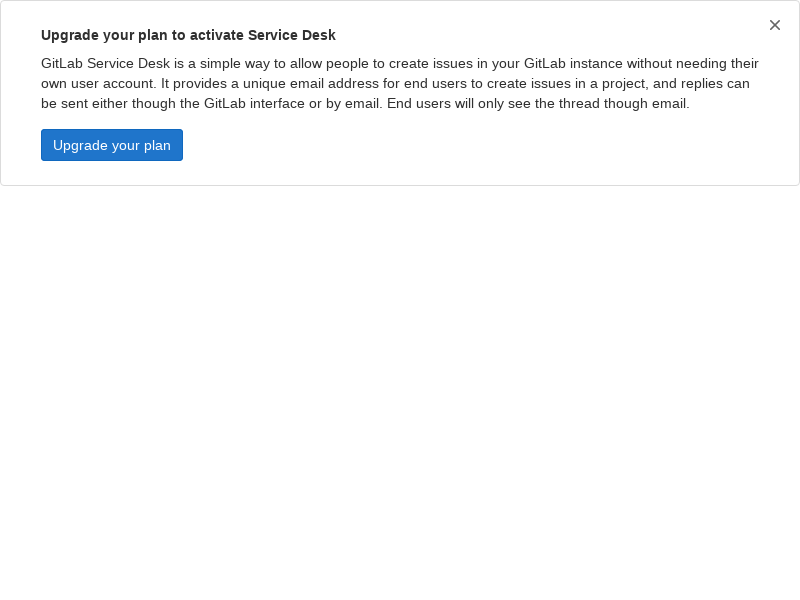 Upgrade your plan to activate Service Desk
GitLab Service Desk is a simple way to allow people to create issues in your GitLab instance without needing their
own user account. It provides a unique email address for end users to create issues in a project, and replies can
be sent either though the GitLab interface or by email. End users will only see the thread though email.
Upgrade your plan